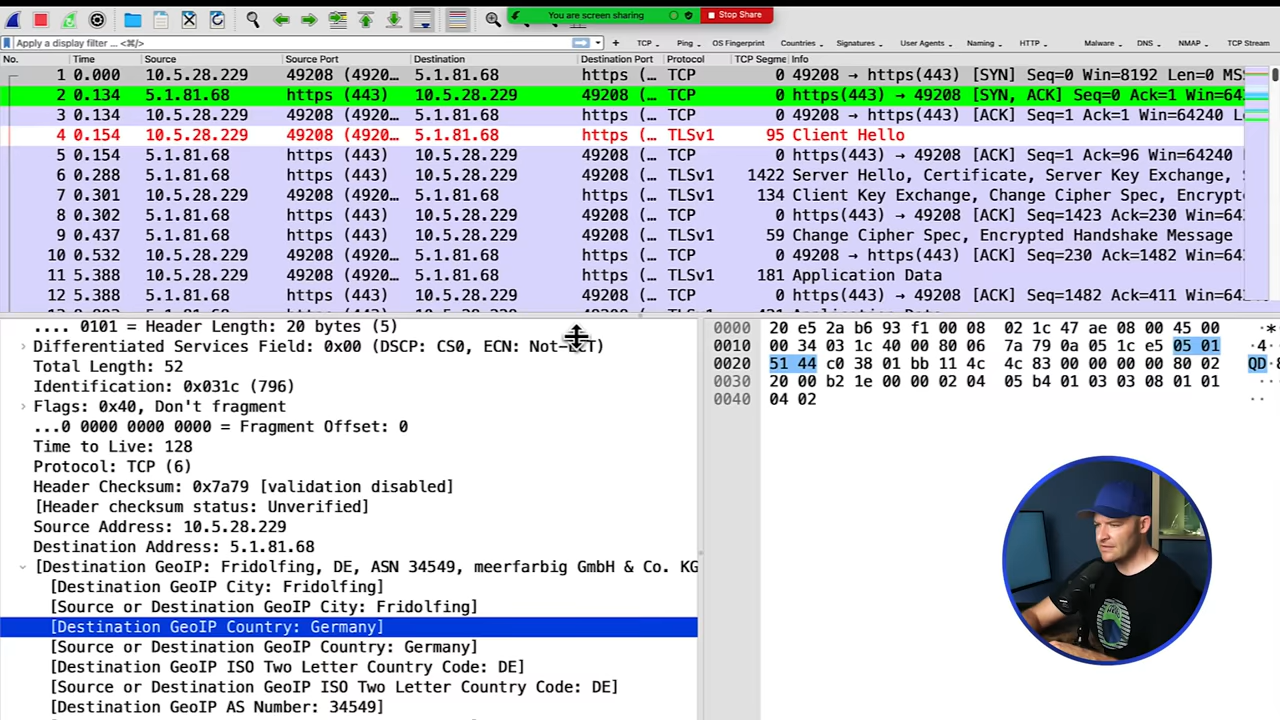 You are screen sharing
Stop Share
Apply a display filter ... <⌘/>
TCP
Ping
OS Fingerprint
Countries
Signatures
User Agents
Naming
HTTP
Malware
DNS
NMAP
TCP Stream
No. Time Source Source Port Destination Destination Port Protocol TCP Segme Info
1 0.000 10.5.28.229 49208 (4920… 5.1.81.68 https (… TCP 0 49208 → https(443) [SYN] Seq=0 Win=8192 Len=0 MS
2 0.134 5.1.81.68 https (443) 10.5.28.229 49208 (… TCP 0 https(443) → 49208 [SYN, ACK] Seq=0 Ack=1 Win=64
3 0.134 10.5.28.229 49208 (4920… 5.1.81.68 https (… TCP 0 49208 → https(443) [ACK] Seq=1 Ack=1 Win=64240 L
4 0.154 10.5.28.229 49208 (4920… 5.1.81.68 https (… TLSv1 95 Client Hello
5 0.154 5.1.81.68 https (443) 10.5.28.229 49208 (… TCP 0 https(443) → 49208 [ACK] Seq=1 Ack=96 Win=64240
6 0.288 5.1.81.68 https (443) 10.5.28.229 49208 (… TLSv1 1422 Server Hello, Certificate, Server Key Exchange,
7 0.301 10.5.28.229 49208 (4920… 5.1.81.68 https (… TLSv1 134 Client Key Exchange, Change Cipher Spec, Encrypt
8 0.302 5.1.81.68 https (443) 10.5.28.229 49208 (… TCP 0 https(443) → 49208 [ACK] Seq=1423 Ack=230 Win=64
9 0.437 5.1.81.68 https (443) 10.5.28.229 49208 (… TLSv1 59 Change Cipher Spec, Encrypted Handshake Message
10 0.532 10.5.28.229 49208 (4920… 5.1.81.68 https (… TCP 0 49208 → https(443) [ACK] Seq=230 Ack=1482 Win=64
11 5.388 10.5.28.229 49208 (4920… 5.1.81.68 https (… TLSv1 181 Application Data
12 5.388 5.1.81.68 https (443) 10.5.28.229 49208 (… TCP 0 https(443) → 49208 [ACK] Seq=1482 Ack=411 Win=64
.... 0101 = Header Length: 20 bytes (5)
Differentiated Services Field: 0x00 (DSCP: CS0, ECN: Not-ECT)
Total Length: 52
Identification: 0x031c (796)
Flags: 0x40, Don't fragment
...0 0000 0000 0000 = Fragment Offset: 0
Time to Live: 128
Protocol: TCP (6)
Header Checksum: 0x7a79 [validation disabled]
[Header checksum status: Unverified]
Source Address: 10.5.28.229
Destination Address: 5.1.81.68
[Destination GeoIP: Fridolfing, DE, ASN 34549, meerfarbig GmbH & Co. KG
[Destination GeoIP City: Fridolfing]
[Source or Destination GeoIP City: Fridolfing]
[Destination GeoIP Country: Germany]
[Source or Destination GeoIP Country: Germany]
[Destination GeoIP ISO Two Letter Country Code: DE]
[Source or Destination GeoIP ISO Two Letter Country Code: DE]
[Destination GeoIP AS Number: 34549]
0000 20 e5 2a b6 93 f1 00 08 02 1c 47 ae 08 00 45 00 ·*
0010 00 34 03 1c 40 00 80 06 7a 79 0a 05 1c e5 05 01 ·4·
0020 51 44 c0 38 01 bb 11 4c 4c 83 00 00 00 00 80 02 QD·8
0030 20 00 b2 1e 00 00 02 04 05 b4 01 03 03 08 01 01 ··
0040 04 02 ··